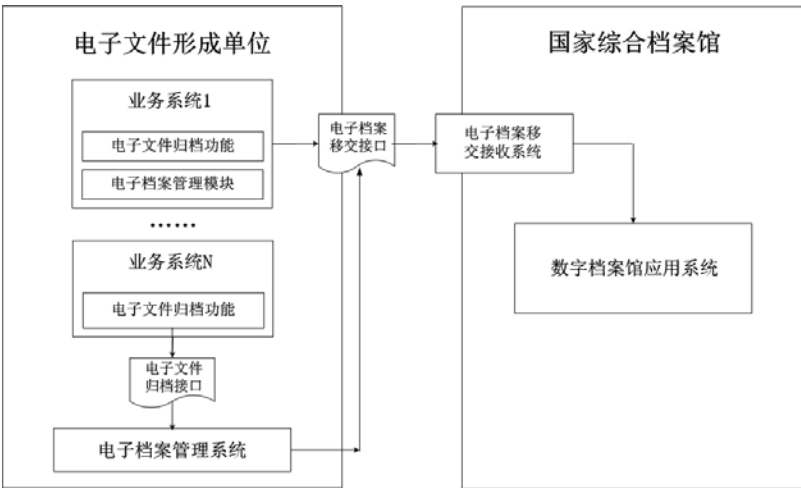 电子文件形成单位
业务系统1
电子文件归档功能
电子档案管理模块
……
业务系统N
电子文件归档功能
电子文件
归档接口
电子档案管理系统
电子档案
移交接口
国家综合档案馆
电子档案移
交接收系统
数字档案馆应用系统